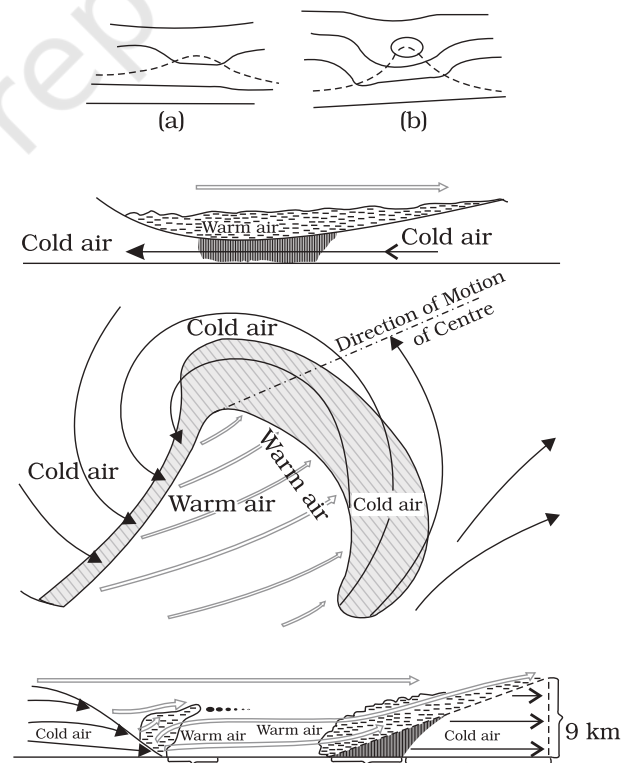 rep
(a)
(b)
Warm air
Cold air
Cold air
Direction of Motion
of Centre
Cold air
Cold air
Warm air
Warm air
Cold air
Cold air
Warm air
Warm air
Cold air
9 km